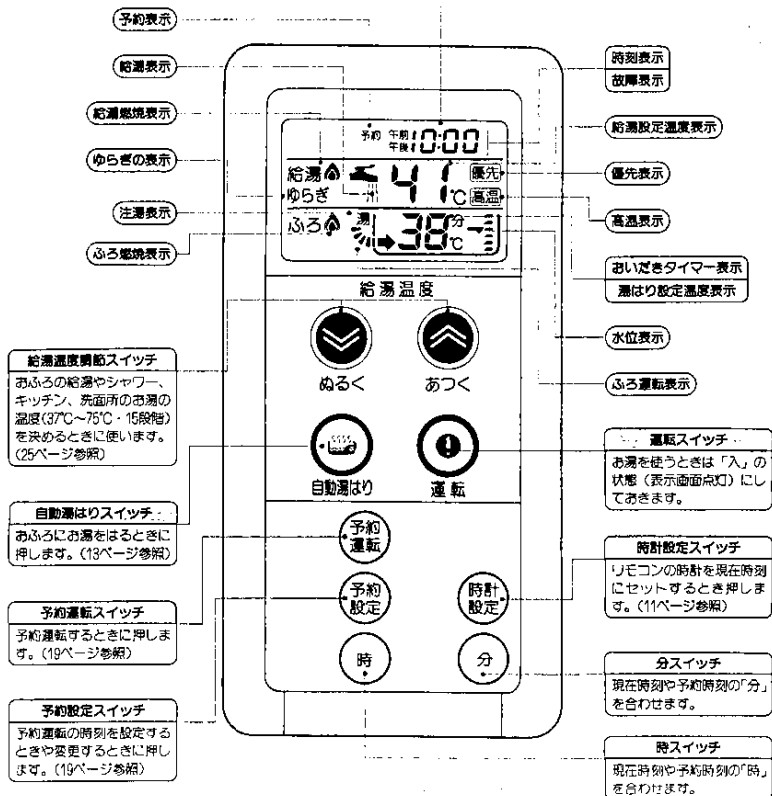 予約表示
給湯表示
給湯燃焼表示
ゆらぎの表示
注湯表示
ふろ燃焼表示
時刻表示
故障表示
給湯設定温度表示
優先表示
高温表示
おいだきタイマー表示
湯はり設定温度表示
水位表示
ふろ運転表示
予約 午前 10:00
午後
給湯 41 ℃ 優先
ゆらぎ 高温
ふろ 湯 38 分
℃
給湯温度
ぬるく あつく
自動湯はり 運転
予約
運転
予約
設定
時計
設定
時 分
給湯温度調節スイッチ
おふろの給湯やシャワー、
キッチン、洗面所のお湯の
温度(37℃~75℃・15段階)
を決めるときに使います。
(25ページ参照)
自動湯はりスイッチ
おふろにお湯をはるときに
押します。(13ページ参照)
予約運転スイッチ
予約運転するときに押しま
す。(19ページ参照)
予約設定スイッチ
予約運転の時刻を設定する
ときや変更するときに押し
ます。(19ページ参照)
運転スイッチ
お湯を使うときは「入」の
状態(表示画面点灯)にし
ておきます。
時計設定スイッチ
リモコンの時計を現在時刻
にセットするとき押しま
す。(11ページ参照)
分スイッチ
現在時刻や予約時刻の「分」
を合わせます。
時スイッチ
現在時刻や予約時刻の「時」
を合わせます。